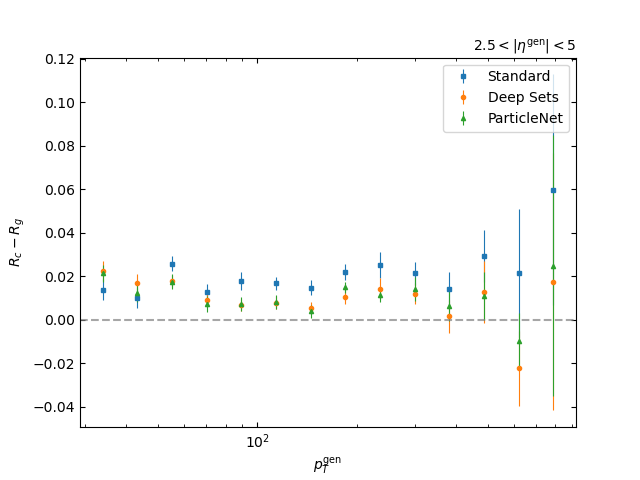 2.5 < |η^gen| < 5
0.12
0.10
0.08
0.06
0.04
0.02
0.00
−0.02
−0.04
R_c − R_g
Standard
Deep Sets
ParticleNet
10^2
p_T^gen